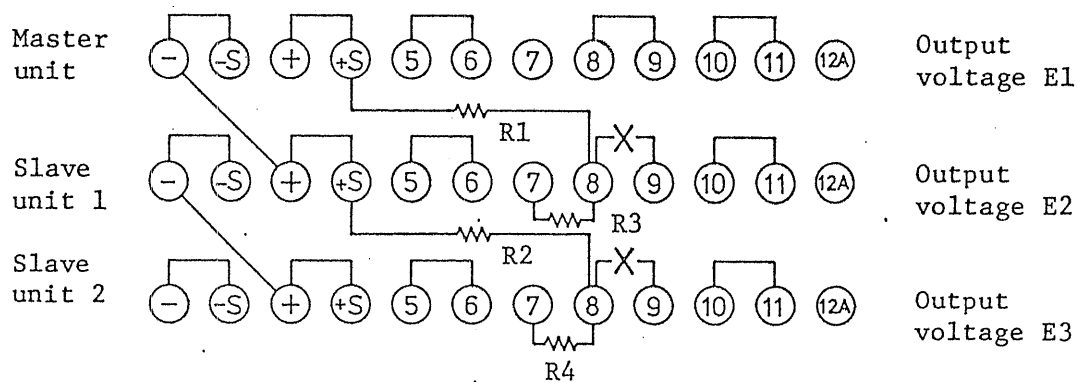 Master unit
− -S + +S 5 6 7 8 9 10 11 12A
Output voltage E1
R1
X
Slave unit 1
− -S + +S 5 6 7 8 9 10 11 12A
Output voltage E2
R3
R2
X
Slave unit 2
− -S + +S 5 6 7 8 9 10 11 12A
Output voltage E3
R4